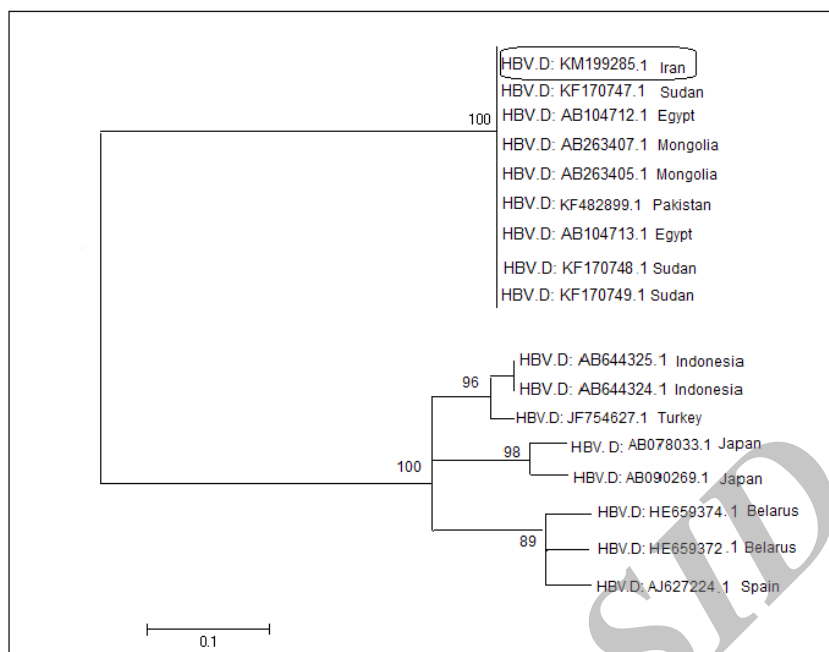 HBV.D: KM199285.1 Iran
HBV.D: KF170747.1 Sudan
100
HBV.D: AB104712.1 Egypt
HBV.D: AB263407.1 Mongolia
HBV.D: AB263405.1 Mongolia
HBV.D: KF482899.1 Pakistan
HBV.D: AB104713.1 Egypt
HBV.D: KF170748.1 Sudan
HBV.D: KF170749.1 Sudan
HBV.D: AB644325.1 Indonesia
96
HBV.D: AB644324.1 Indonesia
HBV.D: JF754627.1 Turkey
HBV. D: AB078033.1 Japan
98
100
HBV.D: AB090269.1 Japan
HBV.D: HE659374.1 Belarus
89
HBV.D: HE659372.1 Belarus
HBV.D: AJ627224.1 Spain
0.1
SID